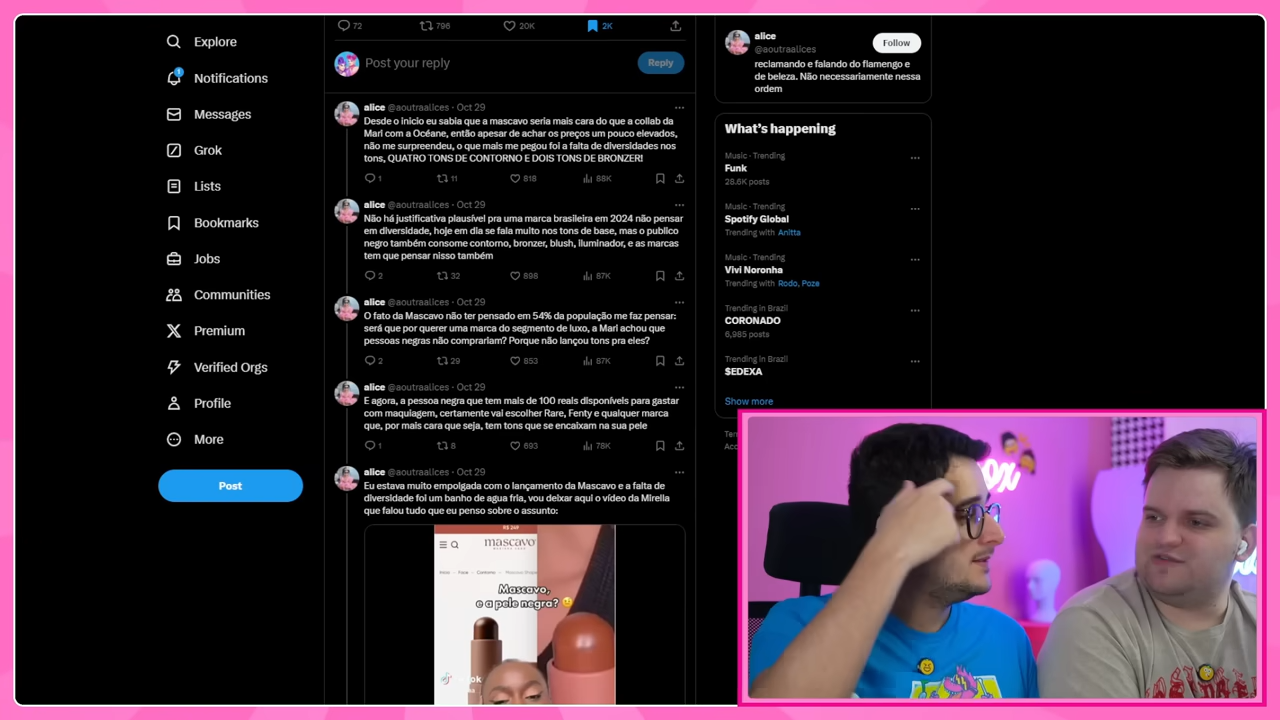 Explore
Notifications
1
Messages
Grok
Lists
Bookmarks
Jobs
Communities
Premium
Verified Orgs
Profile
More
Post
72
796
20K
2K
Post your reply
Reply
alice @aoutraalices · Oct 29
Desde o inicio eu sabia que a mascavo seria mais cara do que a collab da
Mari com a Océane, então apesar de achar os preços um pouco elevados,
não me surpreendeu, o que mais me pegou foi a falta de diversidades nos
tons, QUATRO TONS DE CONTORNO E DOIS TONS DE BRONZER!
1
11
818
88K
alice @aoutraalices · Oct 29
Não há justificativa plausível pra uma marca brasileira em 2024 não pensar
em diversidade, hoje em dia se fala muito nos tons de base, mas o publico
negro também consome contorno, bronzer, blush, iluminador, e as marcas
tem que pensar nisso também
2
32
898
87K
alice @aoutraalices · Oct 29
O fato da Mascavo não ter pensado em 54% da população me faz pensar:
será que por querer uma marca do segmento de luxo, a Mari achou que
pessoas negras não comprariam? Porque não lançou tons pra eles?
2
29
853
87K
alice @aoutraalices · Oct 29
E agora, a pessoa negra que tem mais de 100 reais disponíveis para gastar
com maquiagem, certamente vai escolher Rare, Fenty e qualquer marca
que, por mais cara que seja, tem tons que se encaixam na sua pele
1
8
693
78K
alice @aoutraalices · Oct 29
Eu estava muito empolgada com o lançamento da Mascavo e a falta de
diversidade foi um banho de agua fria, vou deixar aqui o vídeo da Mirella
que falou tudo que eu penso sobre o assunto:
mascavo
Mascavo,
e a pele negra?
alice
@aoutraalices
Follow
reclamando e falando do flamengo e
de beleza. Não necessariamente nessa
ordem
What's happening
Music · Trending
Funk
28.6K posts
Music · Trending
Spotify Global
Trending with Anitta
Music · Trending
Vivi Noronha
Trending with Rodo, Poze
Trending in Brazil
CORONADO
6,985 posts
Trending in Brazil
$EDEXA
Show more